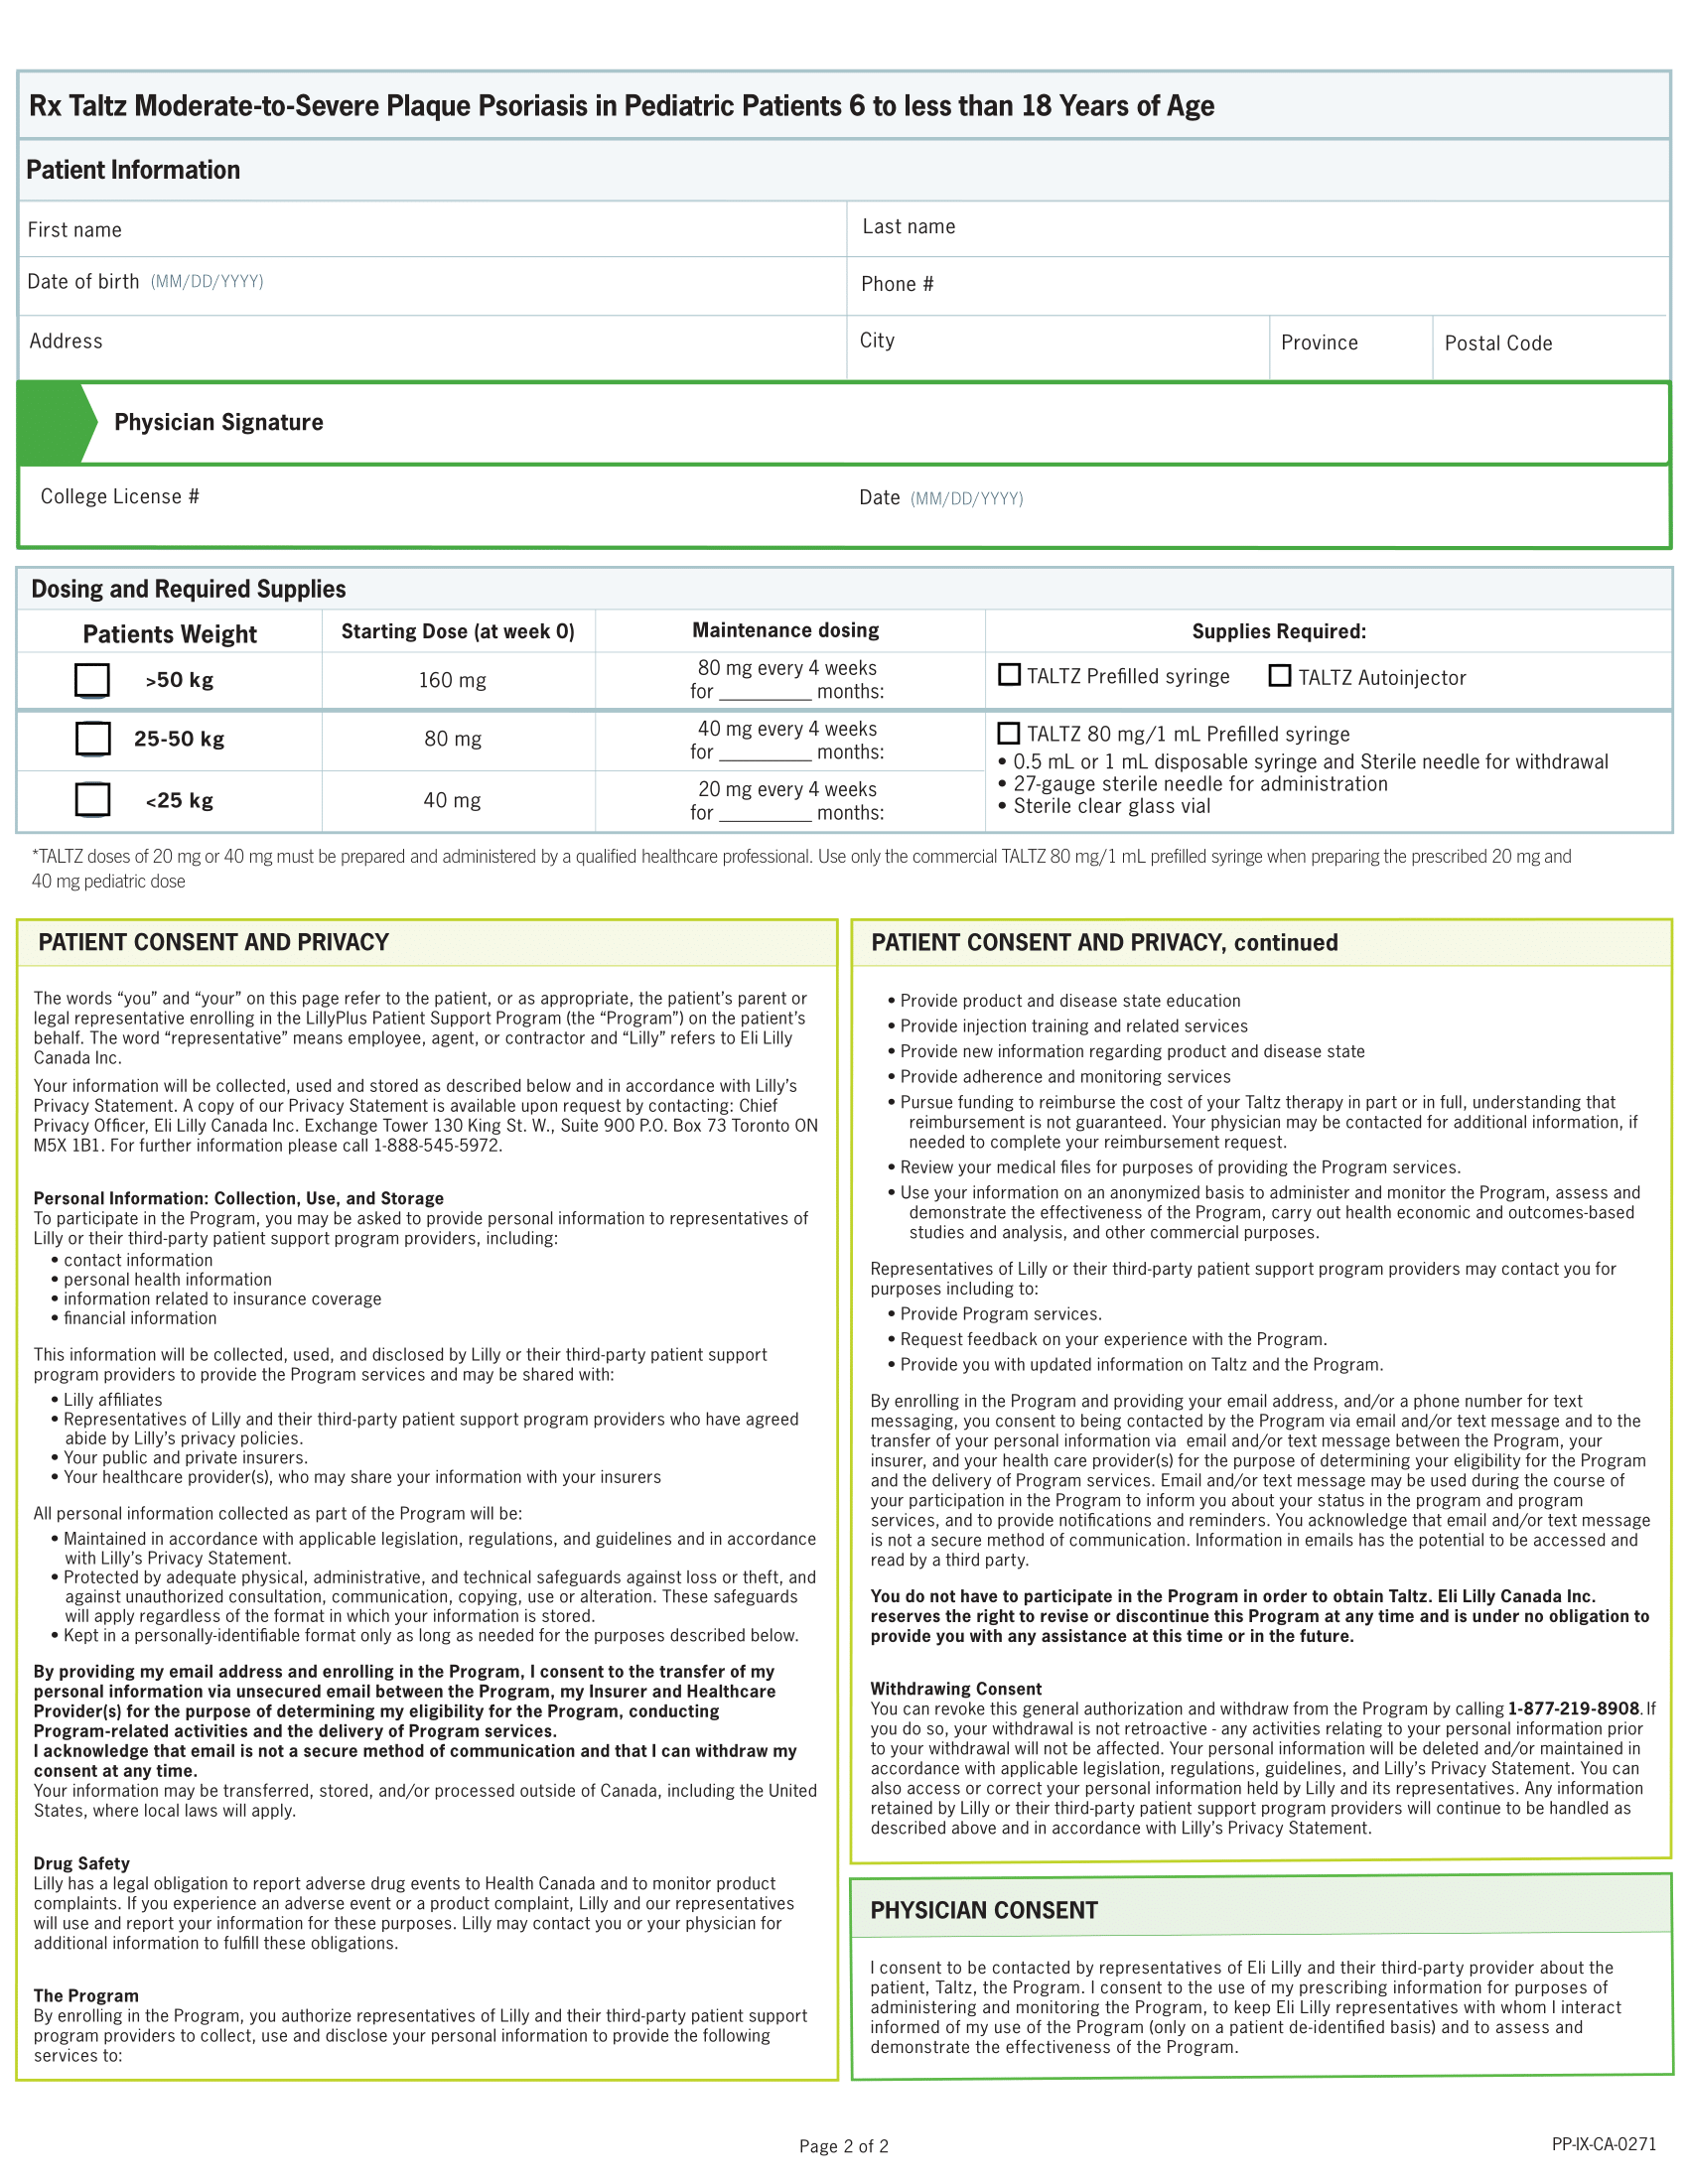 Rx Taltz Moderate-to-Severe Plaque Psoriasis in Pediatric Patients 6 to less than 18 Years of Age
Patient Information
First name
Last name
Date of birth (MM/DD/YYYY)
Phone #
Address
City
Province
Postal Code
Physician Signature
College License #
Date (MM/DD/YYYY)
Dosing and Required Supplies
Patients Weight
Starting Dose (at week 0)
Maintenance dosing
Supplies Required:
>50 kg
160 mg
80 mg every 4 weeks
for _________ months:
TALTZ Prefilled syringe
TALTZ Autoinjector
25-50 kg
80 mg
40 mg every 4 weeks
for _________ months:
<25 kg
40 mg
20 mg every 4 weeks
for _________ months:
TALTZ 80 mg/1 mL Prefilled syringe
• 0.5 mL or 1 mL disposable syringe and Sterile needle for withdrawal
• 27-gauge sterile needle for administration
• Sterile clear glass vial
*TALTZ doses of 20 mg or 40 mg must be prepared and administered by a qualified healthcare professional. Use only the commercial TALTZ 80 mg/1 mL prefilled syringe when preparing the prescribed 20 mg and
40 mg pediatric dose
PATIENT CONSENT AND PRIVACY
The words “you” and “your” on this page refer to the patient, or as appropriate, the patient’s parent or
legal representative enrolling in the LillyPlus Patient Support Program (the “Program”) on the patient’s
behalf. The word “representative” means employee, agent, or contractor and “Lilly” refers to Eli Lilly
Canada Inc.
Your information will be collected, used and stored as described below and in accordance with Lilly’s
Privacy Statement. A copy of our Privacy Statement is available upon request by contacting: Chief
Privacy Officer, Eli Lilly Canada Inc. Exchange Tower 130 King St. W., Suite 900 P.O. Box 73 Toronto ON
M5X 1B1. For further information please call 1-888-545-5972.
Personal Information: Collection, Use, and Storage
To participate in the Program, you may be asked to provide personal information to representatives of
Lilly or their third-party patient support program providers, including:
• contact information
• personal health information
• information related to insurance coverage
• financial information
This information will be collected, used, and disclosed by Lilly or their third-party patient support
program providers to provide the Program services and may be shared with:
• Lilly affiliates
• Representatives of Lilly and their third-party patient support program providers who have agreed
abide by Lilly’s privacy policies.
• Your public and private insurers.
• Your healthcare provider(s), who may share your information with your insurers
All personal information collected as part of the Program will be:
• Maintained in accordance with applicable legislation, regulations, and guidelines and in accordance
with Lilly’s Privacy Statement.
• Protected by adequate physical, administrative, and technical safeguards against loss or theft, and
against unauthorized consultation, communication, copying, use or alteration. These safeguards
will apply regardless of the format in which your information is stored.
• Kept in a personally-identifiable format only as long as needed for the purposes described below.
By providing my email address and enrolling in the Program, I consent to the transfer of my
personal information via unsecured email between the Program, my Insurer and Healthcare
Provider(s) for the purpose of determining my eligibility for the Program, conducting
Program-related activities and the delivery of Program services.
I acknowledge that email is not a secure method of communication and that I can withdraw my
consent at any time.
Your information may be transferred, stored, and/or processed outside of Canada, including the United
States, where local laws will apply.
Drug Safety
Lilly has a legal obligation to report adverse drug events to Health Canada and to monitor product
complaints. If you experience an adverse event or a product complaint, Lilly and our representatives
will use and report your information for these purposes. Lilly may contact you or your physician for
additional information to fulfill these obligations.
The Program
By enrolling in the Program, you authorize representatives of Lilly and their third-party patient support
program providers to collect, use and disclose your personal information to provide the following
services to:
PATIENT CONSENT AND PRIVACY, continued
• Provide product and disease state education
• Provide injection training and related services
• Provide new information regarding product and disease state
• Provide adherence and monitoring services
• Pursue funding to reimburse the cost of your Taltz therapy in part or in full, understanding that
reimbursement is not guaranteed. Your physician may be contacted for additional information, if
needed to complete your reimbursement request.
• Review your medical files for purposes of providing the Program services.
• Use your information on an anonymized basis to administer and monitor the Program, assess and
demonstrate the effectiveness of the Program, carry out health economic and outcomes-based
studies and analysis, and other commercial purposes.
Representatives of Lilly or their third-party patient support program providers may contact you for
purposes including to:
• Provide Program services.
• Request feedback on your experience with the Program.
• Provide you with updated information on Taltz and the Program.
By enrolling in the Program and providing your email address, and/or a phone number for text
messaging, you consent to being contacted by the Program via email and/or text message and to the
transfer of your personal information via email and/or text message between the Program, your
insurer, and your health care provider(s) for the purpose of determining your eligibility for the Program
and the delivery of Program services. Email and/or text message may be used during the course of
your participation in the Program to inform you about your status in the program and program
services, and to provide notifications and reminders. You acknowledge that email and/or text message
is not a secure method of communication. Information in emails has the potential to be accessed and
read by a third party.
You do not have to participate in the Program in order to obtain Taltz. Eli Lilly Canada Inc.
reserves the right to revise or discontinue this Program at any time and is under no obligation to
provide you with any assistance at this time or in the future.
Withdrawing Consent
You can revoke this general authorization and withdraw from the Program by calling 1-877-219-8908. If
you do so, your withdrawal is not retroactive - any activities relating to your personal information prior
to your withdrawal will not be affected. Your personal information will be deleted and/or maintained in
accordance with applicable legislation, regulations, guidelines, and Lilly’s Privacy Statement. You can
also access or correct your personal information held by Lilly and its representatives. Any information
retained by Lilly or their third-party patient support program providers will continue to be handled as
described above and in accordance with Lilly’s Privacy Statement.
PHYSICIAN CONSENT
I consent to be contacted by representatives of Eli Lilly and their third-party provider about the
patient, Taltz, the Program. I consent to the use of my prescribing information for purposes of
administering and monitoring the Program, to keep Eli Lilly representatives with whom I interact
informed of my use of the Program (only on a patient de-identified basis) and to assess and
demonstrate the effectiveness of the Program.
Page 2 of 2
PP-IX-CA-0271